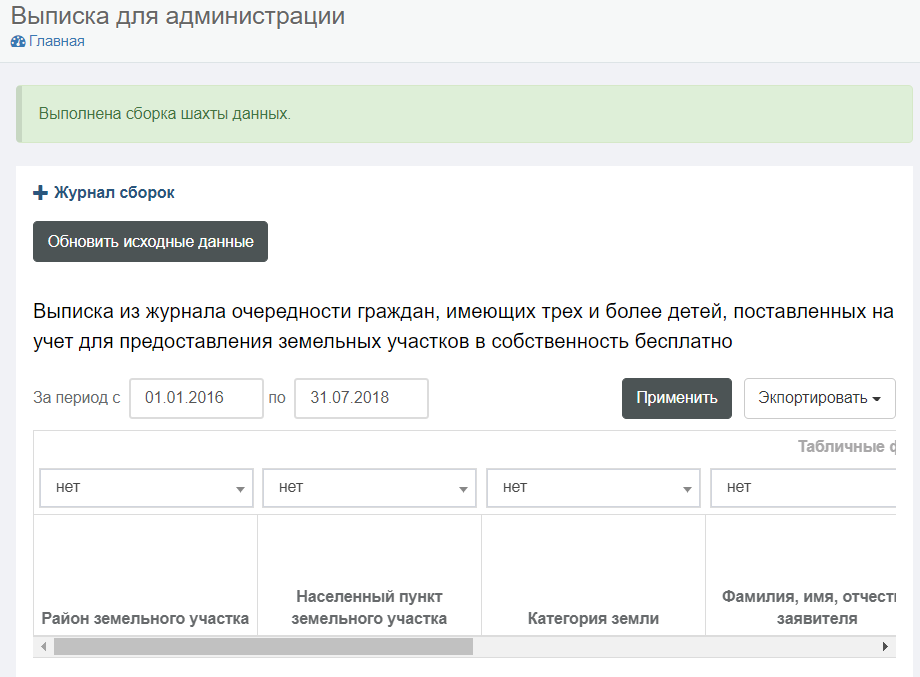 Выписка для администрации
Главная
Выполнена сборка шахты данных.
Журнал сборок
Обновить исходные данные
Выписка из журнала очередности граждан, имеющих трех и более детей, поставленных на
учет для предоставления земельных участков в собственность бесплатно
За период с 01.01.2016 по 31.07.2018 Применить Экпортировать
Табличные ф
нет нет нет нет
Район земельного участка
Населенный пункт
земельного участка
Категория земли
Фамилия, имя, отчест
заявителя